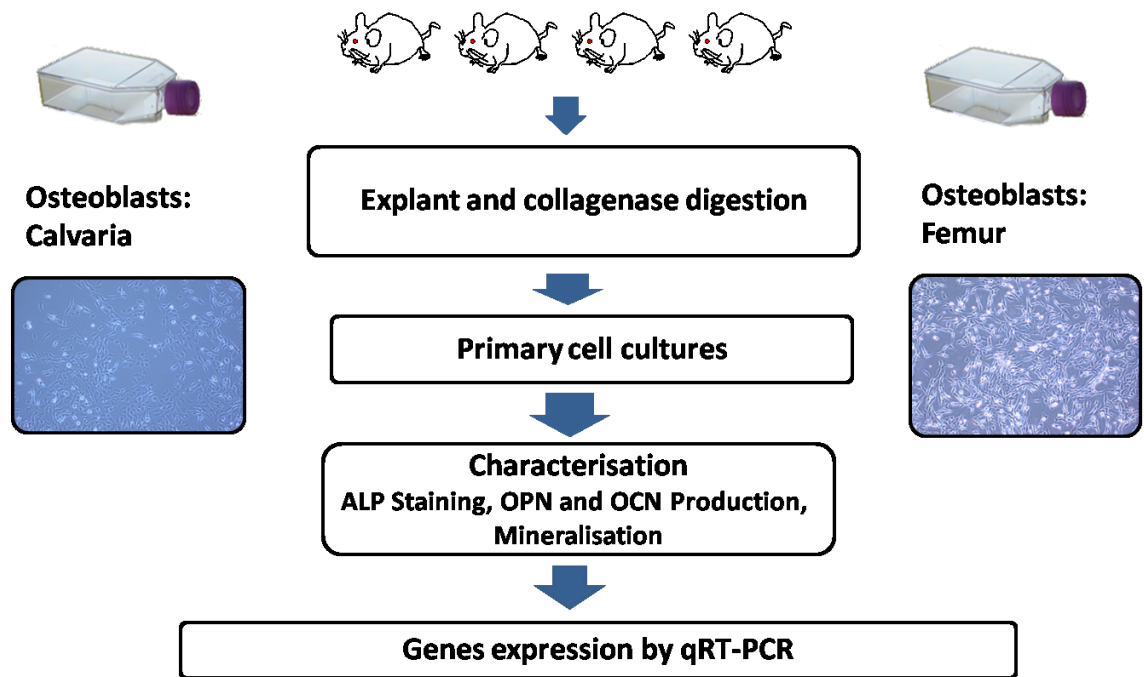 Osteoblasts:
Calvaria
Explant and collagenase digestion
Osteoblasts:
Femur
Primary cell cultures
Characterisation
ALP Staining, OPN and OCN Production,
Mineralisation
Genes expression by qRT-PCR